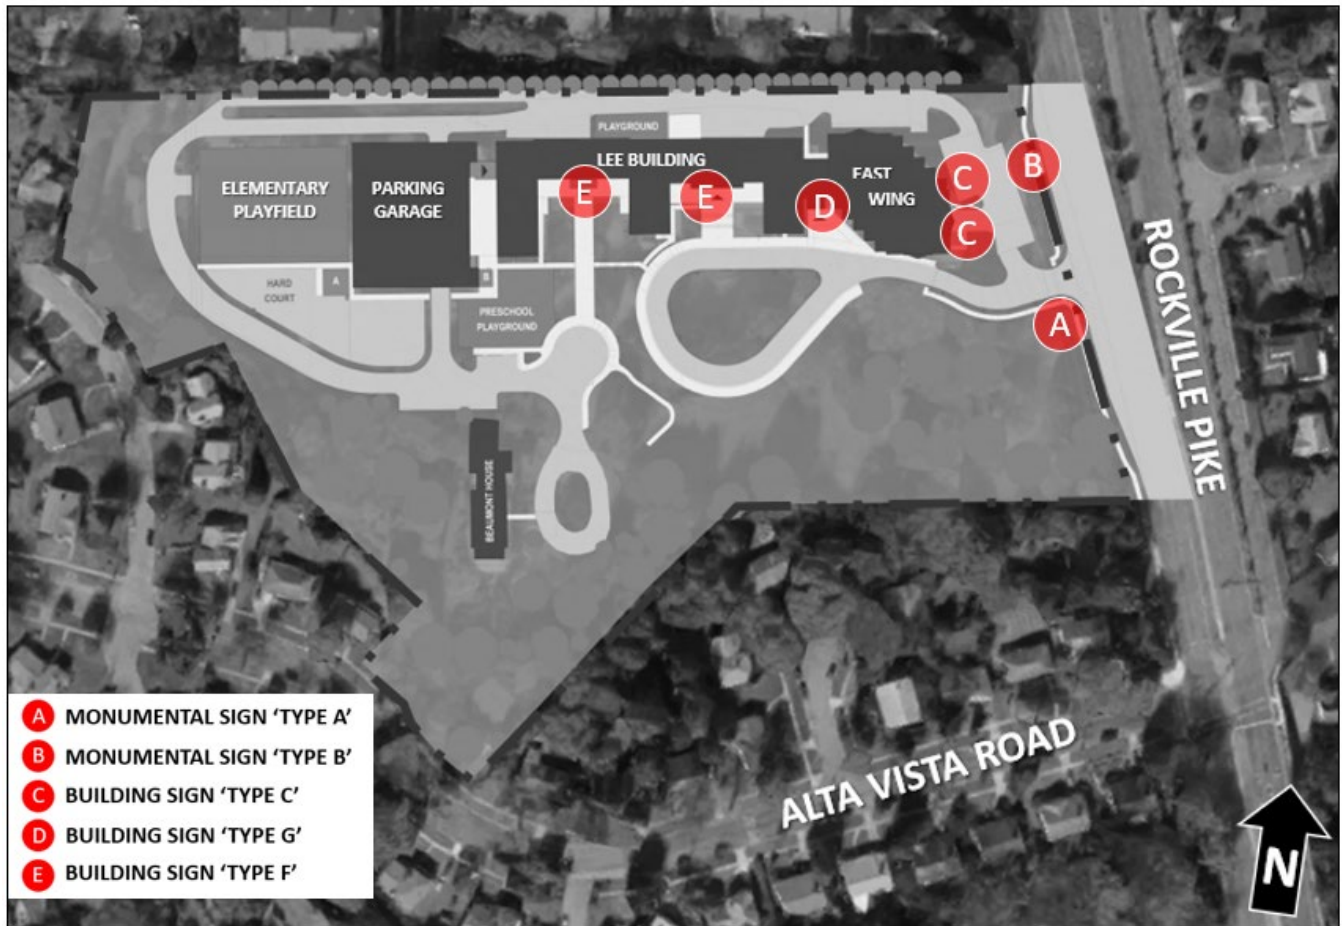 PLAYGROUND
LEE BUILDING
EAST
WING
ELEMENTARY
PLAYFIELD
PARKING
GARAGE
E
E
D
C
C
B
A
HARD
COURT
A
B
PRESCHOOL
PLAYGROUND
BEAUMONT HOUSE
ROCKVILLE PIKE
ALTA VISTA ROAD
A MONUMENTAL SIGN ‘TYPE A’
B MONUMENTAL SIGN ‘TYPE B’
C BUILDING SIGN ‘TYPE C’
D BUILDING SIGN ‘TYPE G’
E BUILDING SIGN ‘TYPE F’
N